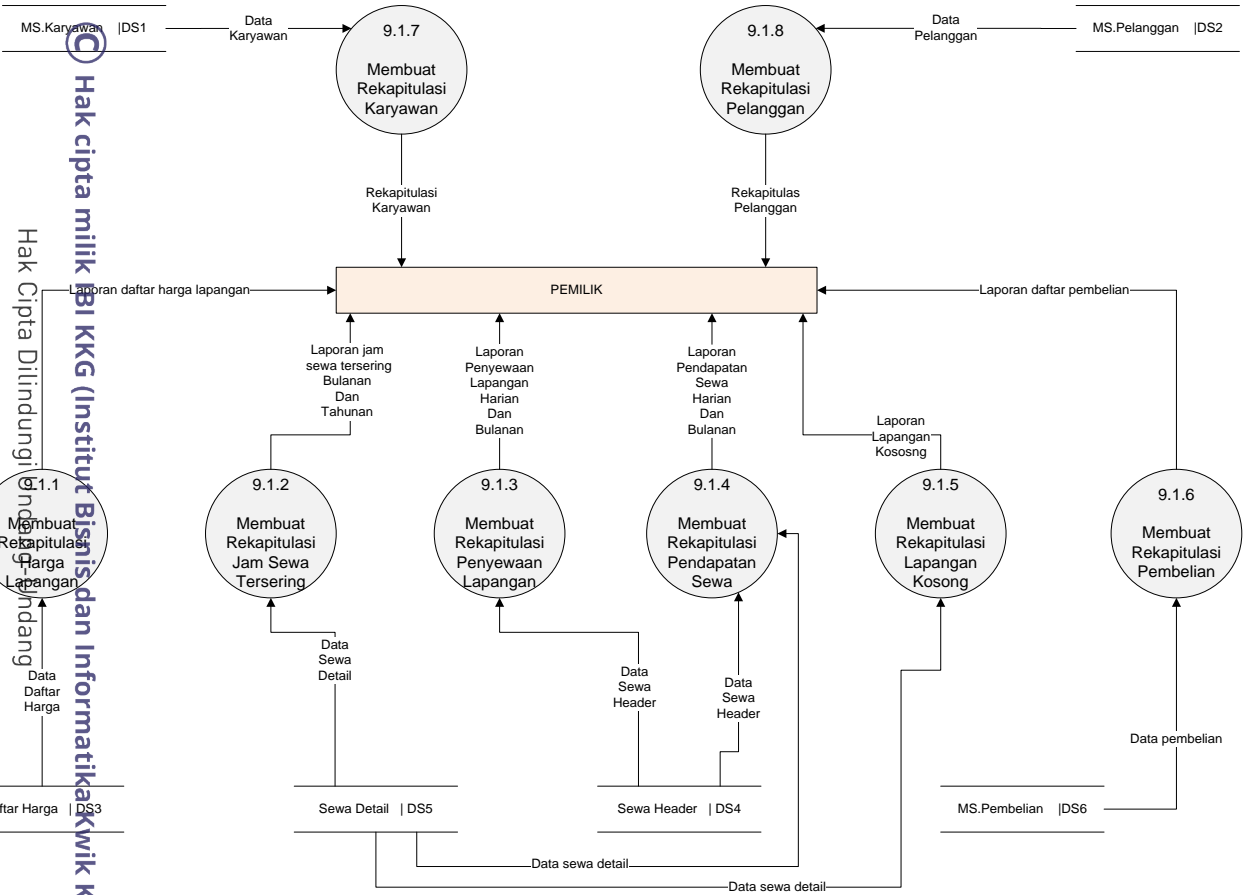 MS.Karyawan |DS1
Data
Karyawan
9.1.7
Membuat
Rekapitulasi
Karyawan
9.1.8
Membuat
Rekapitulasi
Pelanggan
Data
Pelanggan
MS.Pelanggan |DS2
Rekapitulasi
Karyawan
Rekapitulas
Pelanggan
Laporan daftar harga lapangan
PEMILIK
Laporan daftar pembelian
Laporan jam
sewa tersering
Bulanan
Dan
Tahunan
Laporan
Penyewaan
Lapangan
Harian
Dan
Bulanan
Laporan
Pendapatan
Sewa
Harian
Dan
Bulanan
Laporan
Lapangan
Kososng
9.1.1
Membuat
Rekapitulasi
Harga
Lapangan
9.1.2
Membuat
Rekapitulasi
Jam Sewa
Tersering
9.1.3
Membuat
Rekapitulasi
Penyewaan
Lapangan
9.1.4
Membuat
Rekapitulasi
Pendapatan
Sewa
9.1.5
Membuat
Rekapitulasi
Lapangan
Kosong
9.1.6
Membuat
Rekapitulasi
Pembelian
Data
Daftar
Harga
Data
Sewa
Detail
Data
Sewa
Header
Data
Sewa
Header
Data pembelian
ftar Harga | DS3
Sewa Detail | DS5
Sewa Header | DS4
MS.Pembelian |DS6
Data sewa detail
Data sewa detail
© Hak cipta milik IBI KKG (Institut Bisnis dan Informatika Kwik K
Hak Cipta Dilindungi Undang-Undang